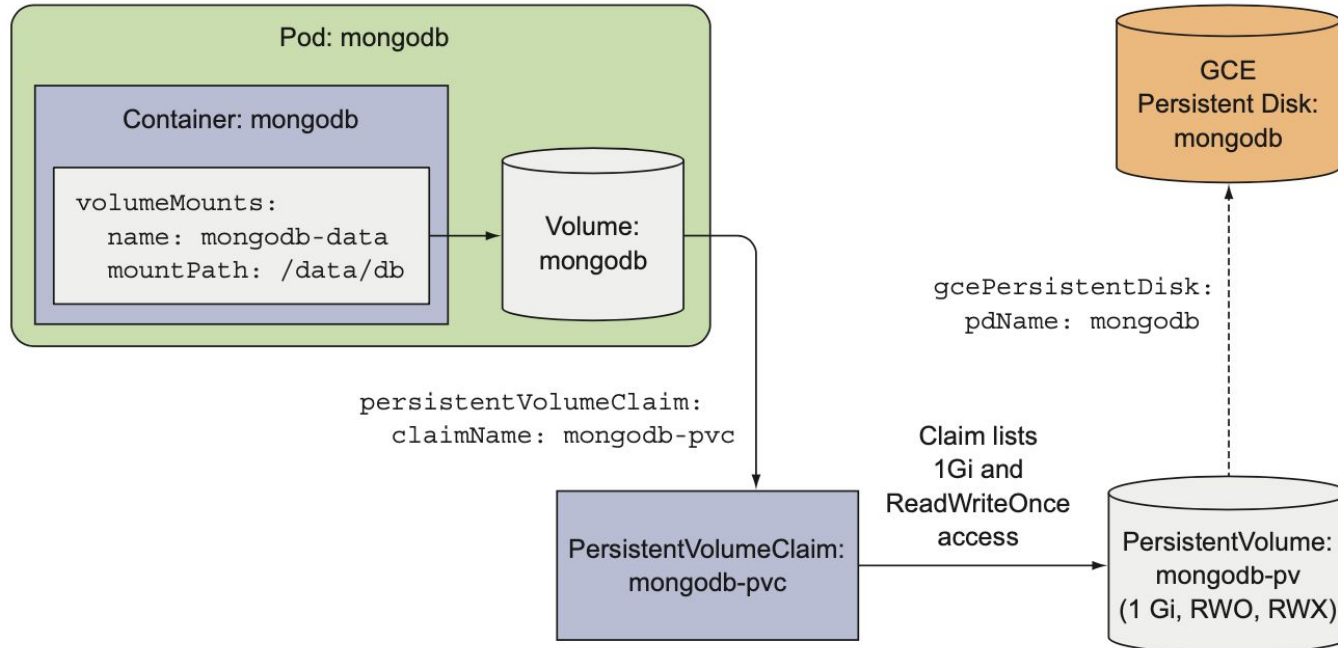 Pod: mongodb
Container: mongodb
volumeMounts:
name: mongodb-data
mountPath: /data/db
Volume:
mongodb
GCE
Persistent Disk:
mongodb
gcePersistentDisk:
pdName: mongodb
persistentVolumeClaim:
claimName: mongodb-pvc
Claim lists
1Gi and
ReadWriteOnce
access
PersistentVolumeClaim:
mongodb-pvc
PersistentVolume:
mongodb-pv
(1 Gi, RWO, RWX)